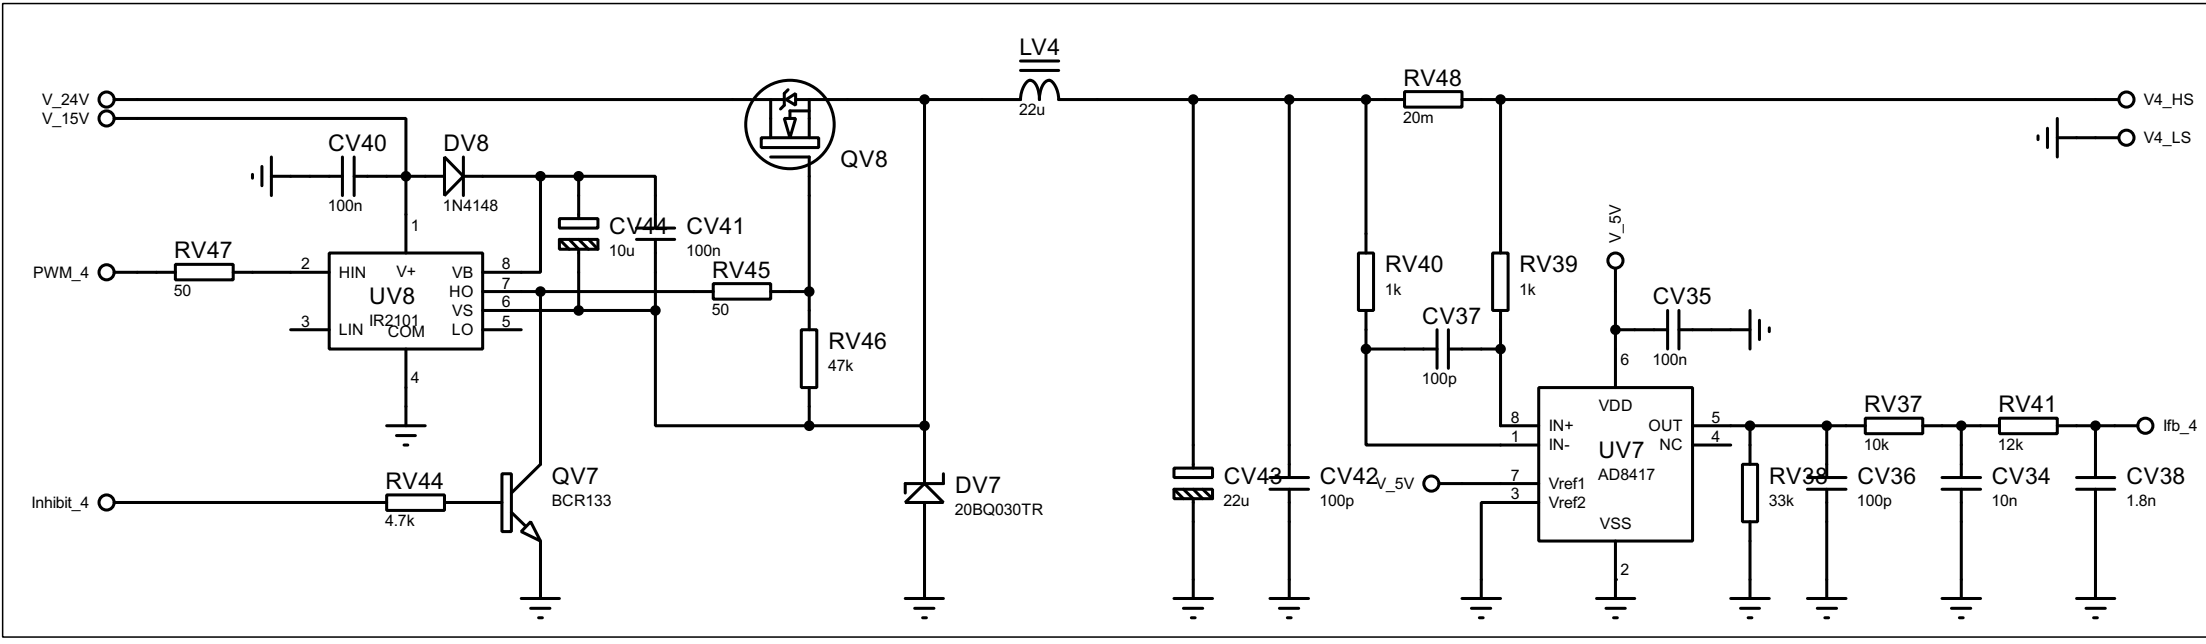 LV4
22u
RV48
20m
V_24V
V_15V
V4_HS
V4_LS
CV40
100n
DV8
1N4148
QV8
1
CV44
10u
CV41
100n
V_5V
PWM_4
RV47
50
2
HIN
V+
VB
8
UV8
IR2101
HO
7
VS
6
3
LIN
COM
LO
5
4
RV45
50
RV46
47k
RV40
1k
RV39
1k
CV37
100p
CV35
100n
6
VDD
8
IN+
OUT
5
1
IN-
NC
4
UV7
AD8417
7
Vref1
3
Vref2
VSS
2
V_5V
RV37
10k
RV41
12k
Ifb_4
Inhibit_4
RV44
4.7k
QV7
BCR133
DV7
20BQ030TR
CV43
22u
CV42
100p
RV38
33k
CV36
100p
CV34
10n
CV38
1.8n